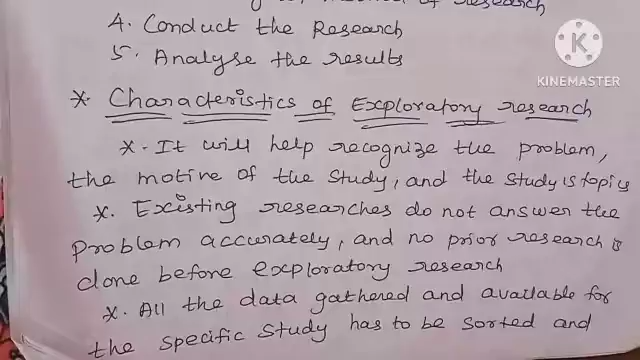 of research
4. Conduct the Research
5. Analyse the results
K
KINEMASTER
* Characteristics of Exploratory research
*. It will help recognize the problem,
the motive of the study, and the study is topics
*. Existing researches do not answer the
problem accurately, and no prior research is
done before exploratory research
*. All the data gathered and available for
the specific study has to be sorted and